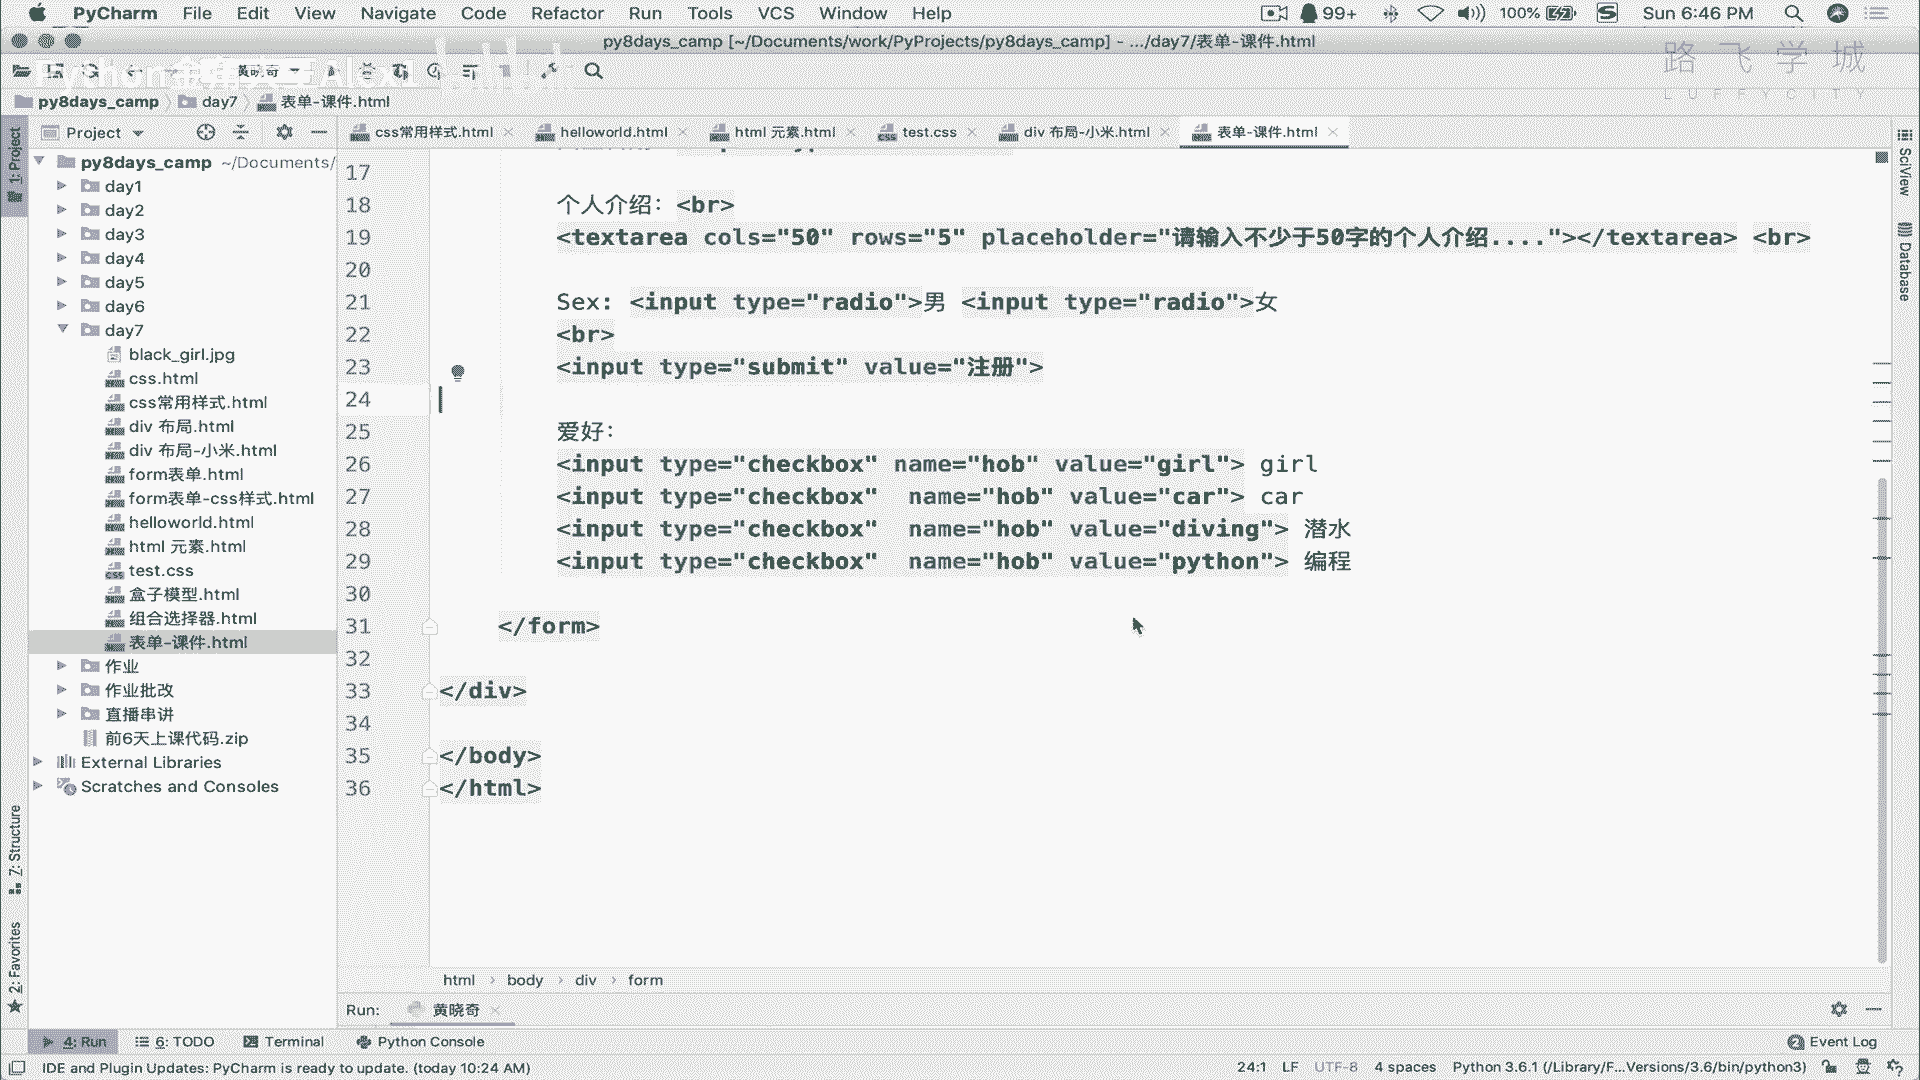 PyCharm File Edit View Navigate Code Refactor Run Tools VCS Window Help 99+ 100% Sun 6:46 PM
py8days_camp [~/Documents/work/PyProjects/py8days_camp] - .../day7/表单-课件.html
黄晓奇
路飞学城
LUFFYCITY
py8days_camp day7 表单-课件.html
Project
css常用样式.html helloworld.html html 元素.html test.css div 布局-小米.html 表单-课件.html
1: Project
7: Structure
2: Favorites
SciView
Database
py8days_camp ~/Documents/
day1
day2
day3
day4
day5
day6
day7
black_girl.jpg
css.html
css常用样式.html
div 布局.html
div 布局-小米.html
form表单.html
form表单-css样式.html
helloworld.html
html 元素.html
test.css
盒子模型.html
组合选择器.html
表单-课件.html
作业
作业批改
直播串讲
前6天上课代码.zip
External Libraries
Scratches and Consoles
17
18 个人介绍：<br>
19 <textarea cols="50" rows="5" placeholder="请输入不少于50字的个人介绍...."></textarea> <br>
20
21 Sex: <input type="radio">男 <input type="radio">女
22 <br>
23 <input type="submit" value="注册">
24
25 爱好：
26 <input type="checkbox" name="hob" value="girl"> girl
27 <input type="checkbox"  name="hob" value="car"> car
28 <input type="checkbox"  name="hob" value="diving"> 潜水
29 <input type="checkbox"  name="hob" value="python"> 编程
30
31 </form>
32
33 </div>
34
35 </body>
36 </html>
html › body › div › form
Run: 黄晓奇
4: Run 6: TODO Terminal Python Console 2 Event Log
IDE and Plugin Updates: PyCharm is ready to update. (today 10:24 AM) 24:1 LF UTF-8 4 spaces Python 3.6.1 (/Library/F...Versions/3.6/bin/python3)